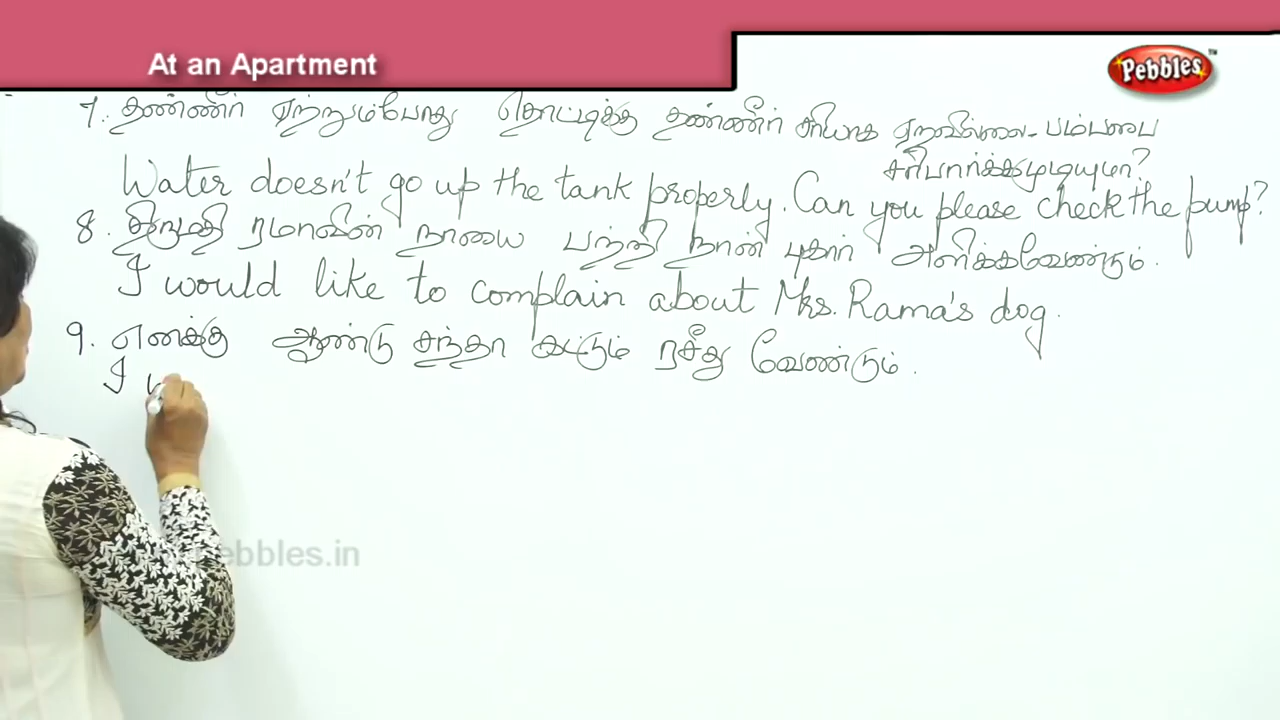 At an Apartment
Pebbles
7. தண்ணீர் ஏற்றும்போது தொட்டிக்கு தண்ணீர் சரியாக ஏறவில்லை - பம்பபை
சரிபார்க்கமுடியுமா?
Water doesn't go up the tank properly. Can you please check the pump?
8. திருமதி ரமாவின் நாயை பற்றி நான் புகார் அளிக்கவேண்டும்.
I would like to complain about Mrs. Rama's dog.
9. எனக்கு ஆண்டு சந்தா கட்டும் ரசீது வேண்டும்.
I
pebbles.in